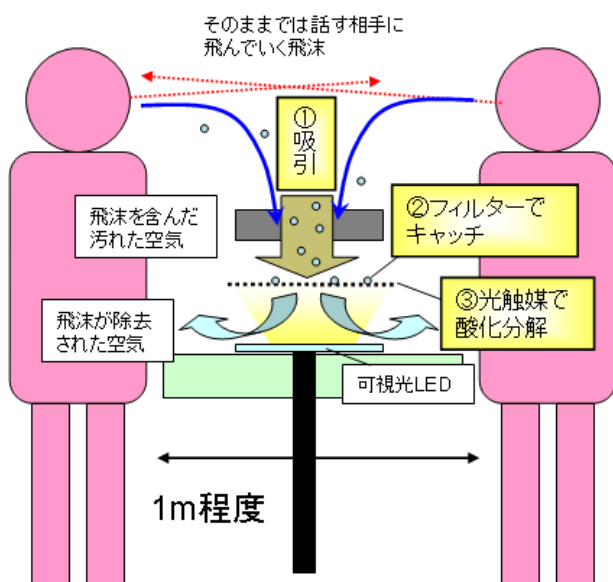 そのままでは話す相手に
飛んでいく飛沫
①
吸
引
飛沫を含んだ
汚れた空気
②フィルターで
キャッチ
③光触媒で
酸化分解
飛沫が除去
された空気
可視光LED
1m程度